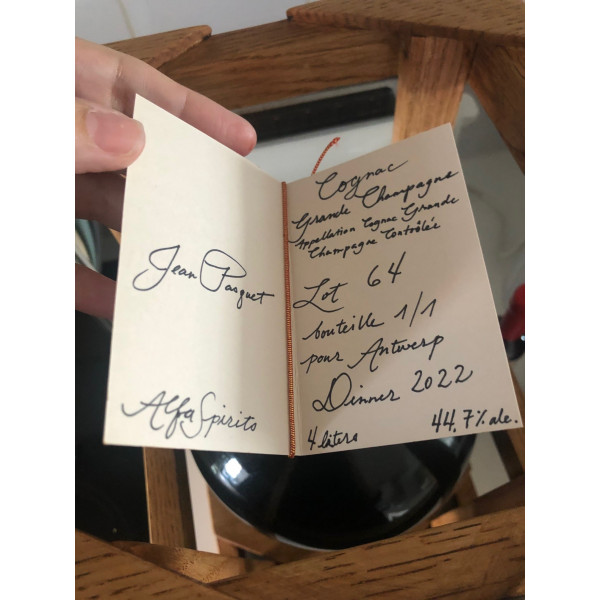 Jean Pasquet
Alfa Spirits
Cognac
Grande Champagne
Appellation Cognac Grande
Champagne Contrôlée
Lot 64
bouteille 1/1
pour Antwerp
Dinner 2022
4 liters
44,7% alc.